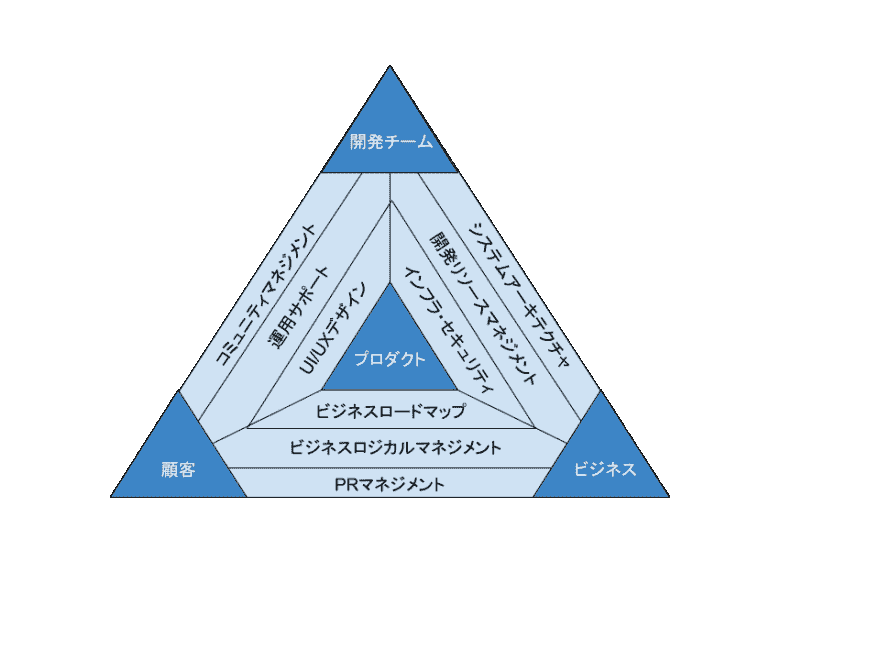 開発チーム
コミュニティマネジメント
運用サポート
UI/UXデザイン
システムアーキテクチャ
開発リソースマネジメント
インフラ・セキュリティ
プロダクト
ビジネスロードマップ
ビジネスロジカルマネジメント
PRマネジメント
顧客
ビジネス